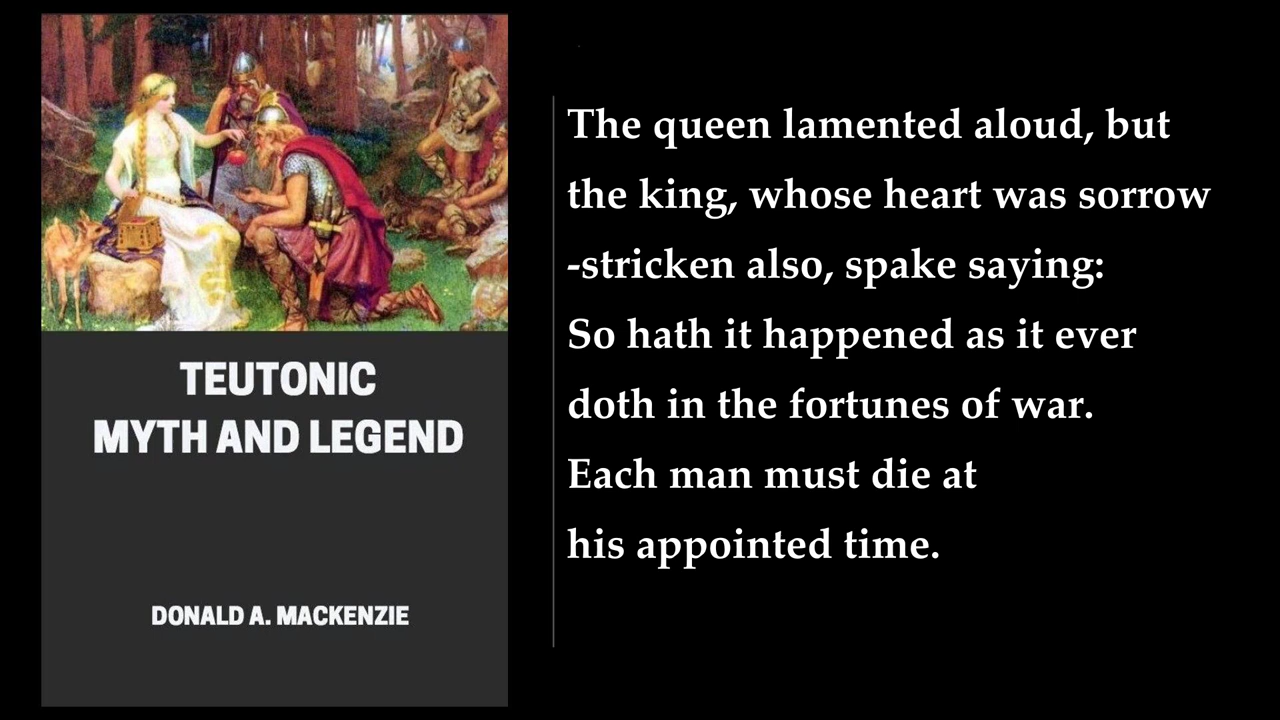 TEUTONIC
MYTH AND LEGEND
DONALD A. MACKENZIE
The queen lamented aloud, but
the king, whose heart was sorrow
-stricken also, spake saying:
So hath it happened as it ever
doth in the fortunes of war.
Each man must die at
his appointed time.